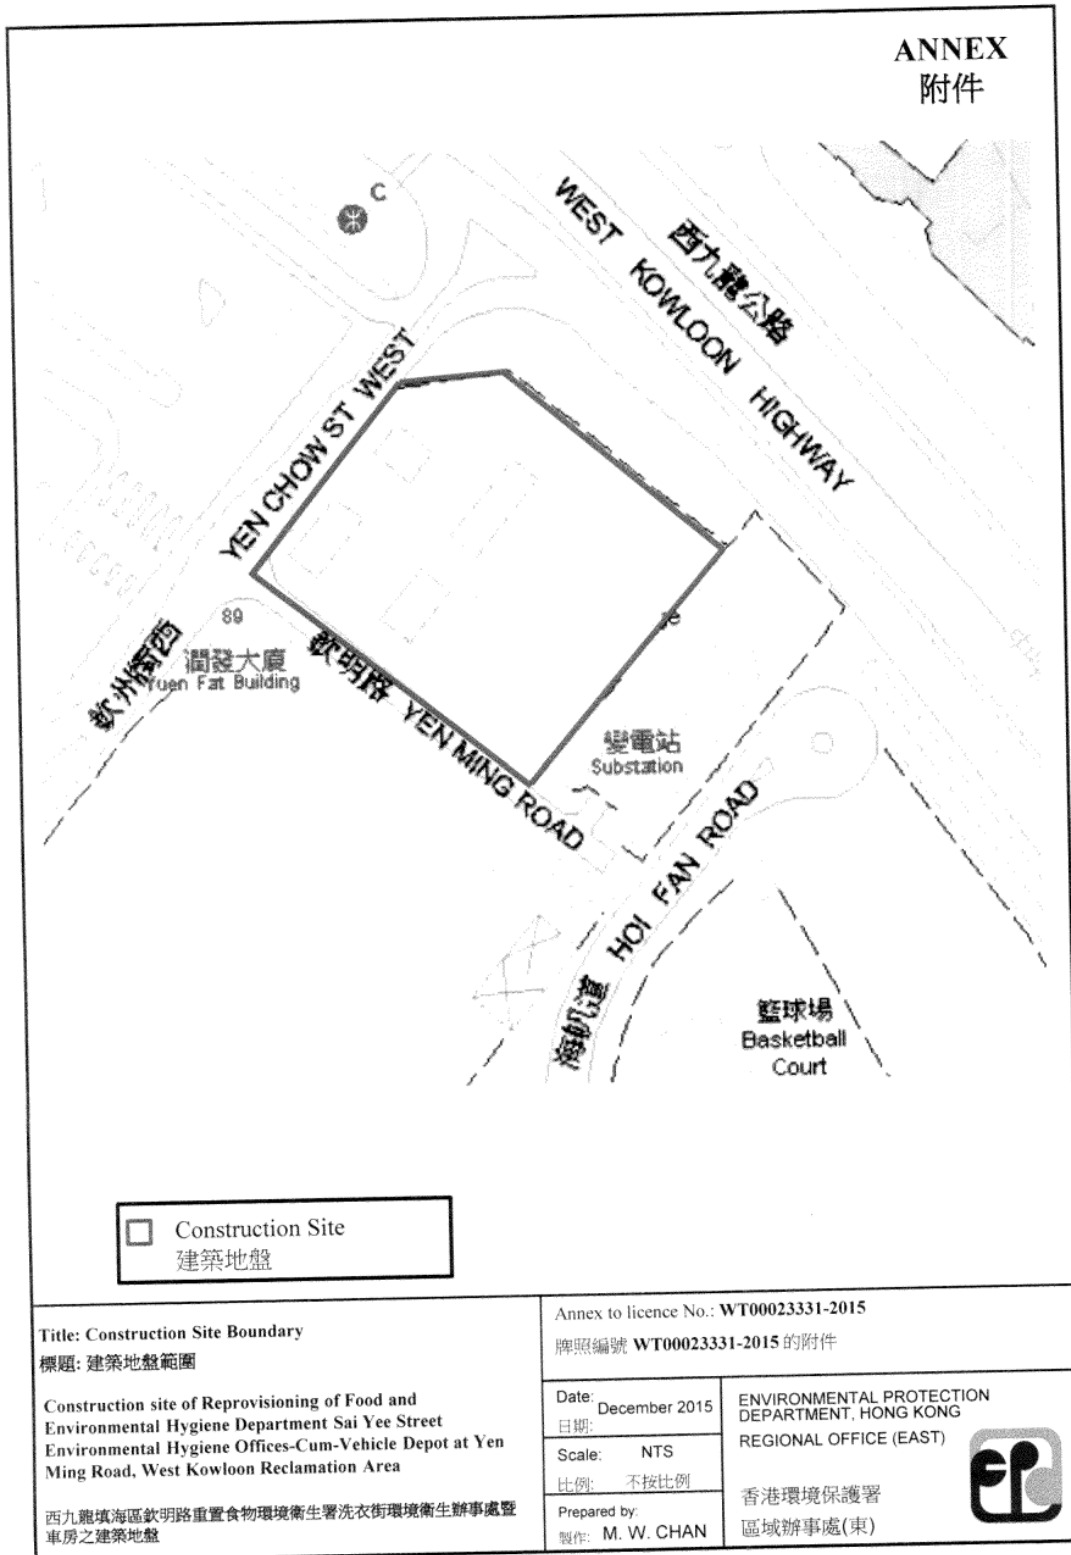 ANNEX
附件
C
WEST KOWLOON HIGHWAY
西九龍公路
YEN CHOW ST WEST
欽州街西
89
潤發大廈
Yuen Fat Building
欽明路 YEN MING ROAD
變電站
Substation
海帆道 HOI FAN ROAD
籃球場
Basketball
Court
Construction Site
建築地盤
Title: Construction Site Boundary
標題: 建築地盤範圍
Construction site of Reprovisioning of Food and
Environmental Hygiene Department Sai Yee Street
Environmental Hygiene Offices-Cum-Vehicle Depot at Yen
Ming Road, West Kowloon Reclamation Area
西九龍填海區欽明路重置食物環境衞生署洗衣街環境衞生辦事處暨
車房之建築地盤
Annex to licence No.: WT00023331-2015
牌照編號 WT00023331-2015 的附件
Date: December 2015
日期:
Scale: NTS
比例: 不按比例
Prepared by:
製作: M. W. CHAN
ENVIRONMENTAL PROTECTION
DEPARTMENT, HONG KONG
REGIONAL OFFICE (EAST)
香港環境保護署
區域辦事處(東)